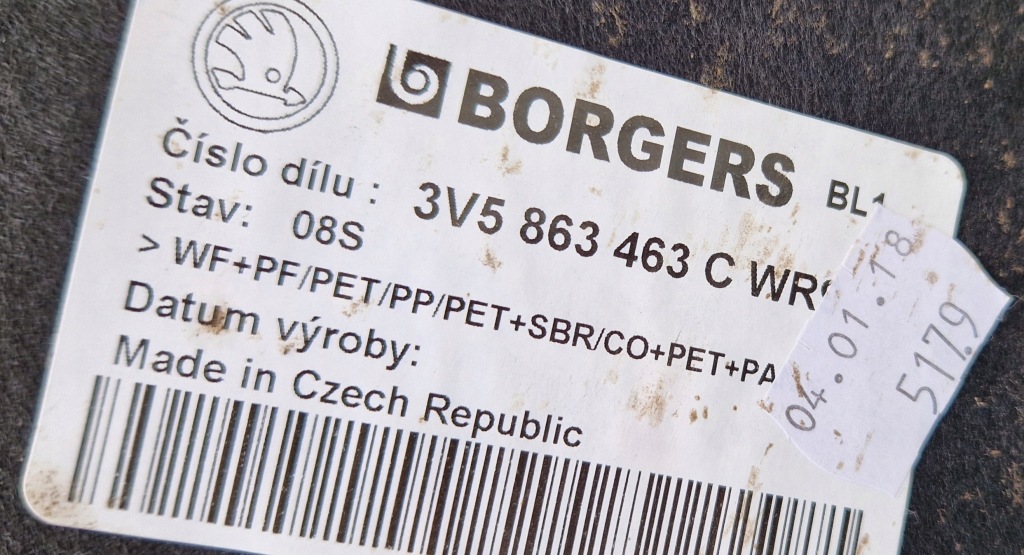 BORGERS BL1
Číslo dílu : 3V5 863 463 C
Stav: 08S
> WF+PF/PET/PP/PET+SBR/CO+PET+PA
Datum výroby:
Made in Czech Republic
04.01.18
5179